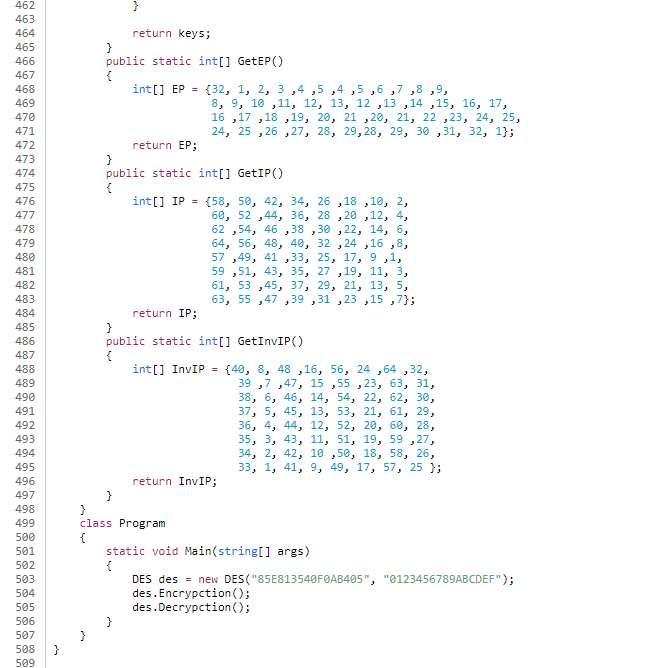 462             }
463
464             return keys;
465         }
466         public static int[] GetEP()
467         {
468             int[] EP = {32, 1, 2, 3 ,4 ,5 ,4 ,5 ,6 ,7 ,8 ,9,
469                         8, 9, 10 ,11, 12, 13, 12 ,13 ,14 ,15, 16, 17,
470                         16 ,17 ,18 ,19, 20, 21 ,20, 21, 22 ,23, 24, 25,
471                         24, 25 ,26 ,27, 28, 29,28, 29, 30 ,31, 32, 1};
472             return EP;
473         }
474         public static int[] GetIP()
475         {
476             int[] IP = {58, 50, 42, 34, 26 ,18 ,10, 2,
477                         60, 52 ,44, 36, 28 ,20 ,12, 4,
478                         62 ,54, 46 ,38 ,30 ,22, 14, 6,
479                         64, 56, 48, 40, 32 ,24 ,16 ,8,
480                         57 ,49, 41 ,33, 25, 17, 9 ,1,
481                         59 ,51, 43, 35, 27 ,19, 11, 3,
482                         61, 53 ,45, 37, 29, 21, 13, 5,
483                         63, 55 ,47 ,39 ,31 ,23 ,15 ,7};
484             return IP;
485         }
486         public static int[] GetInvIP()
487         {
488             int[] InvIP = {40, 8, 48 ,16, 56, 24 ,64 ,32,
489                             39 ,7 ,47, 15 ,55 ,23, 63, 31,
490                             38, 6, 46, 14, 54, 22, 62, 30,
491                             37, 5, 45, 13, 53, 21, 61, 29,
492                             36, 4, 44, 12, 52, 20, 60, 28,
493                             35, 3, 43, 11, 51, 19, 59 ,27,
494                             34, 2, 42, 10 ,50, 18, 58, 26,
495                             33, 1, 41, 9, 49, 17, 57, 25 };
496             return InvIP;
497         }
498     }
499     class Program
500     {
501         static void Main(string[] args)
502         {
503             DES des = new DES("85E813540F0AB405", "0123456789ABCDEF");
504             des.Encrypction();
505             des.Decrypction();
506         }
507     }
508 }
509